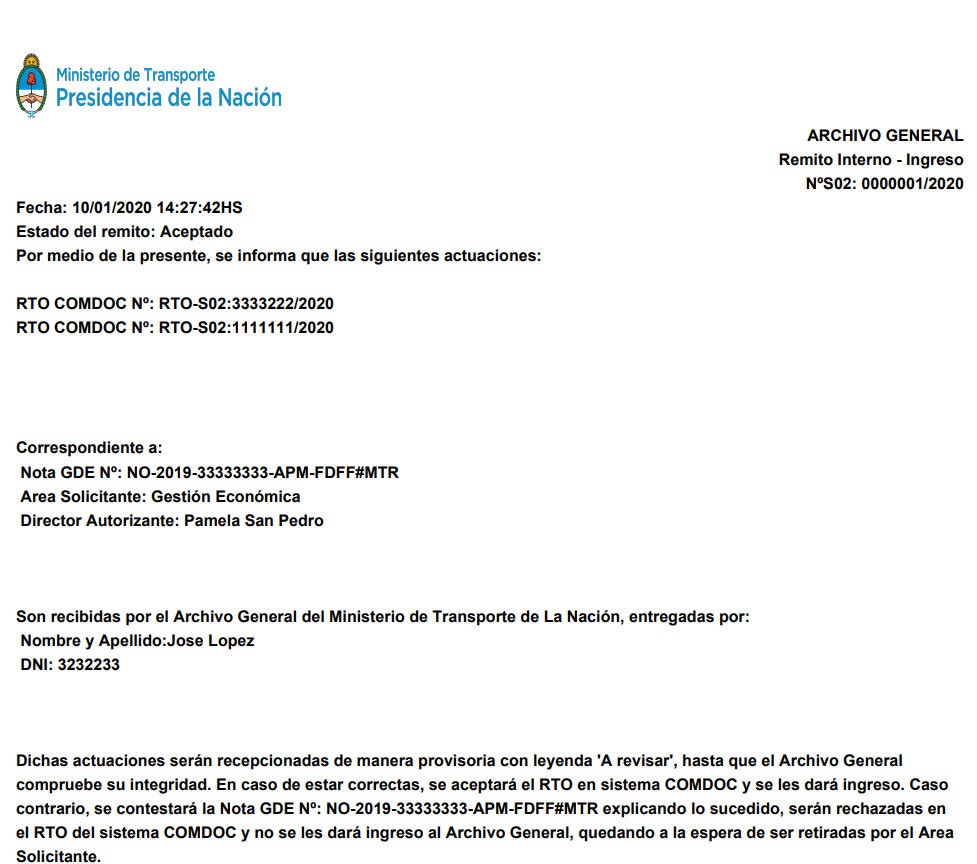 Ministerio de Transporte
Presidencia de la Nación
ARCHIVO GENERAL
Remito Interno - Ingreso
NºS02: 0000001/2020
Fecha: 10/01/2020 14:27:42HS
Estado del remito: Aceptado
Por medio de la presente, se informa que las siguientes actuaciones:
RTO COMDOC Nº: RTO-S02:3333222/2020
RTO COMDOC Nº: RTO-S02:1111111/2020
Correspondiente a:
Nota GDE Nº: NO-2019-33333333-APM-FDFF#MTR
Area Solicitante: Gestión Económica
Director Autorizante: Pamela San Pedro
Son recibidas por el Archivo General del Ministerio de Transporte de La Nación, entregadas por:
Nombre y Apellido:Jose Lopez
DNI: 3232233
Dichas actuaciones serán recepcionadas de manera provisoria con leyenda 'A revisar', hasta que el Archivo General
compruebe su integridad. En caso de estar correctas, se aceptará el RTO en sistema COMDOC y se les dará ingreso. Caso
contrario, se contestará la Nota GDE Nº: NO-2019-33333333-APM-FDFF#MTR explicando lo sucedido, serán rechazadas en
el RTO del sistema COMDOC y no se les dará ingreso al Archivo General, quedando a la espera de ser retiradas por el Area
Solicitante.